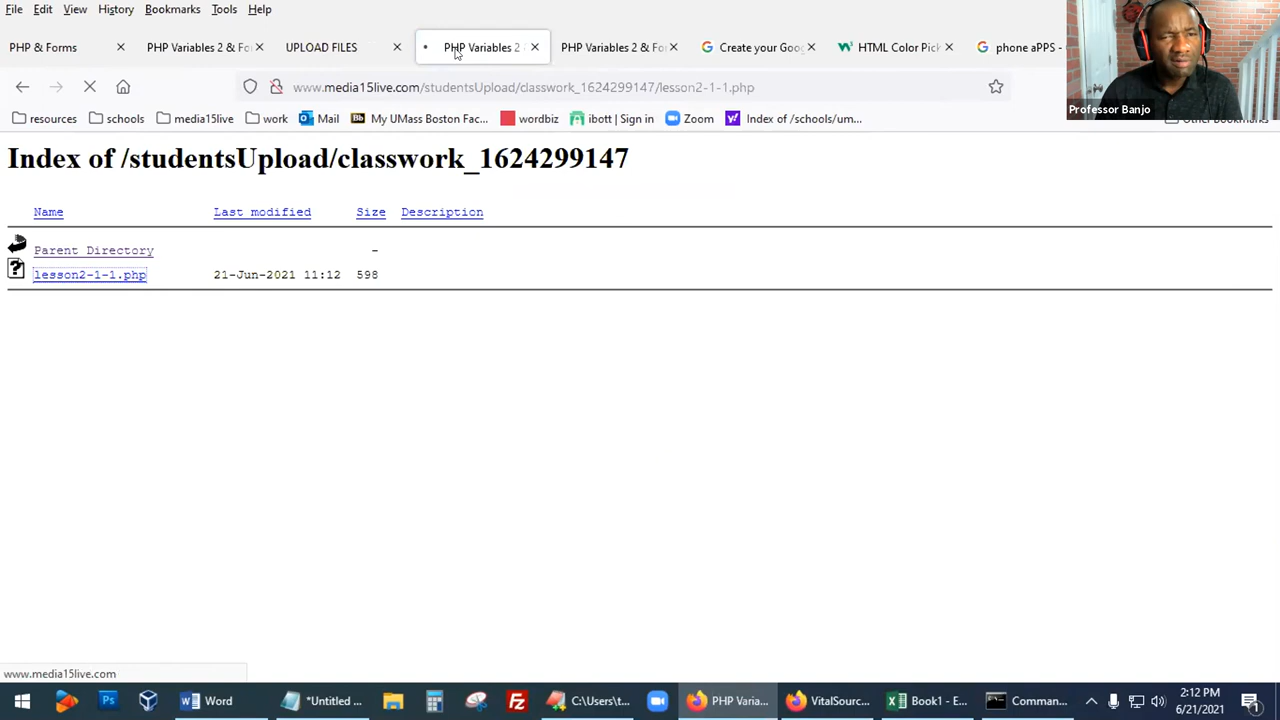 File Edit View History Bookmarks Tools Help
PHP & Forms PHP Variables 2 & Fo UPLOAD FILES PHP Variables 2 PHP Variables 2 & Fo Create your Goo HTML Color Pick phone aPPS -
www.media15live.com/studentsUpload/classwork_1624299147/lesson2-1-1.php
Professor Banjo
resources schools media15live work Mail My UMass Boston Fac... wordbiz ibott | Sign in Zoom Index of /schools/um... Other Bookmarks
Index of /studentsUpload/classwork_1624299147
Name Last modified Size Description
Parent Directory -
lesson2-1-1.php 21-Jun-2021 11:12 598
www.media15live.com
Word *Untitled ... C:\Users\t... PHP Varia... VitalSourc... Book1 - E... Comman... 2:12 PM
6/21/2021